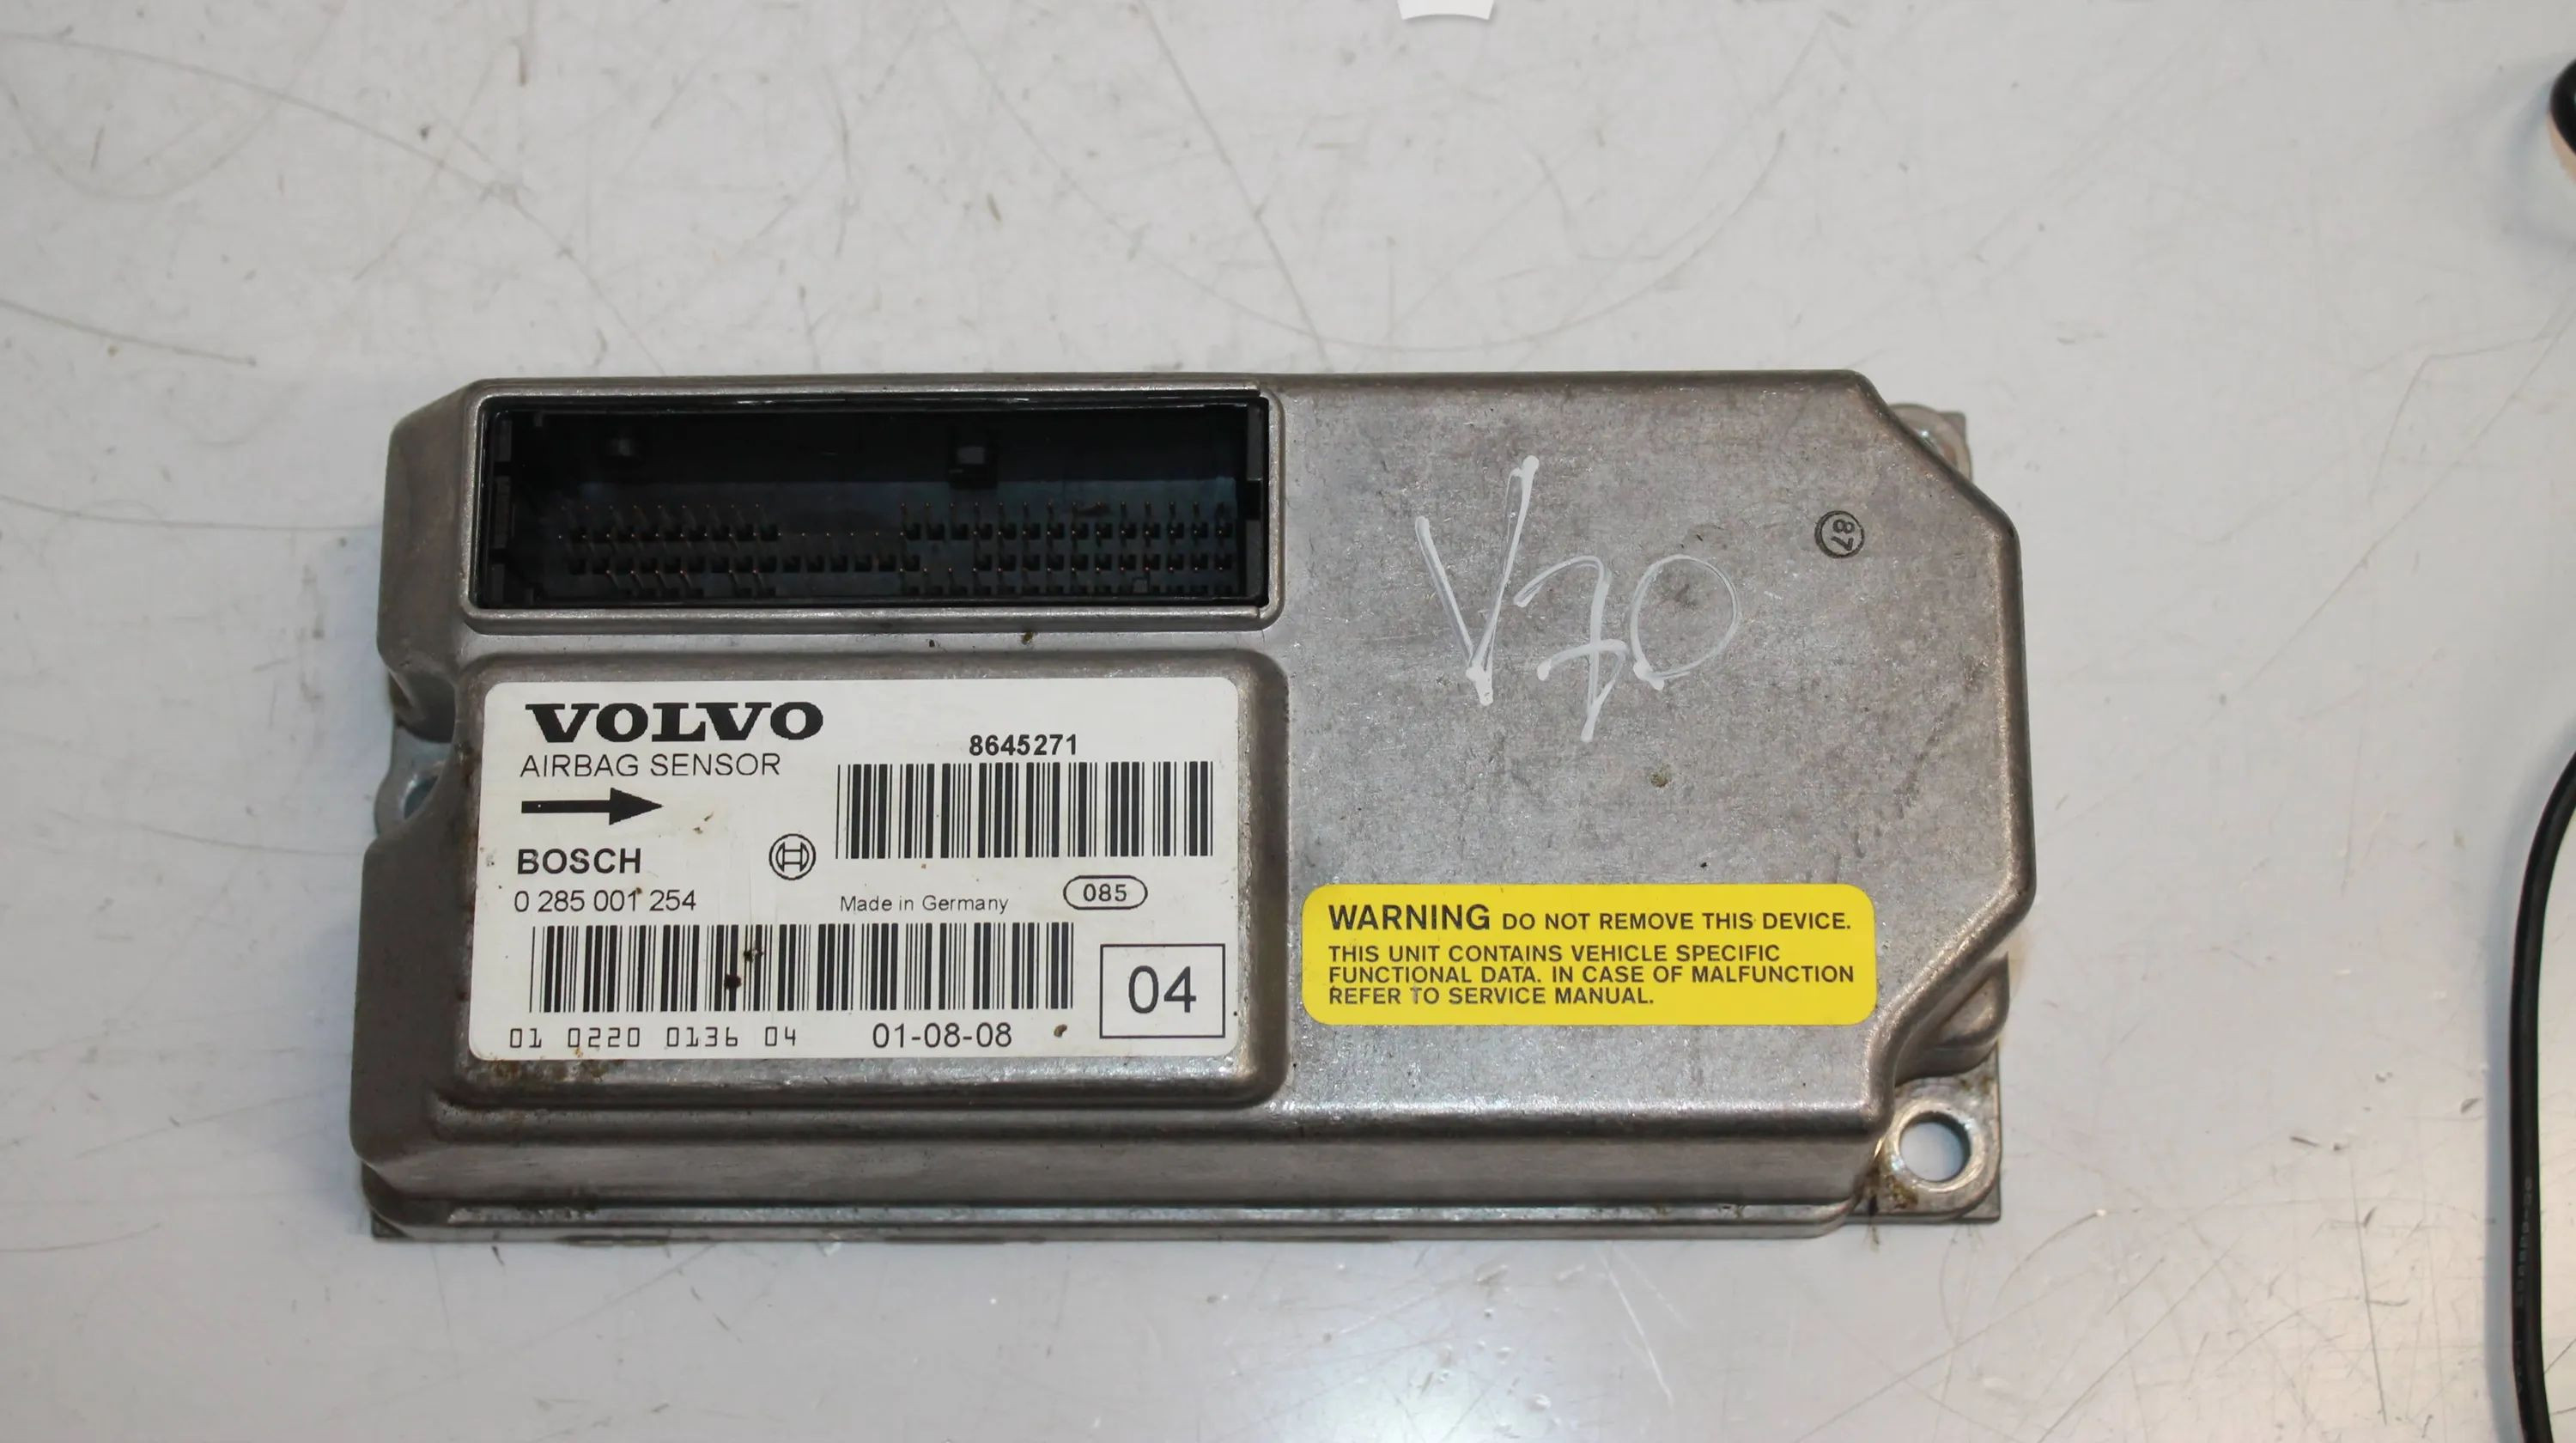 V70
87
VOLVO
AIRBAG SENSOR
8645271
BOSCH
0 285 001 254
Made in Germany
085
01 0220 0136 04
01-08-08
04
WARNING DO NOT REMOVE THIS DEVICE.
THIS UNIT CONTAINS VEHICLE SPECIFIC
FUNCTIONAL DATA. IN CASE OF MALFUNCTION
REFER TO SERVICE MANUAL.